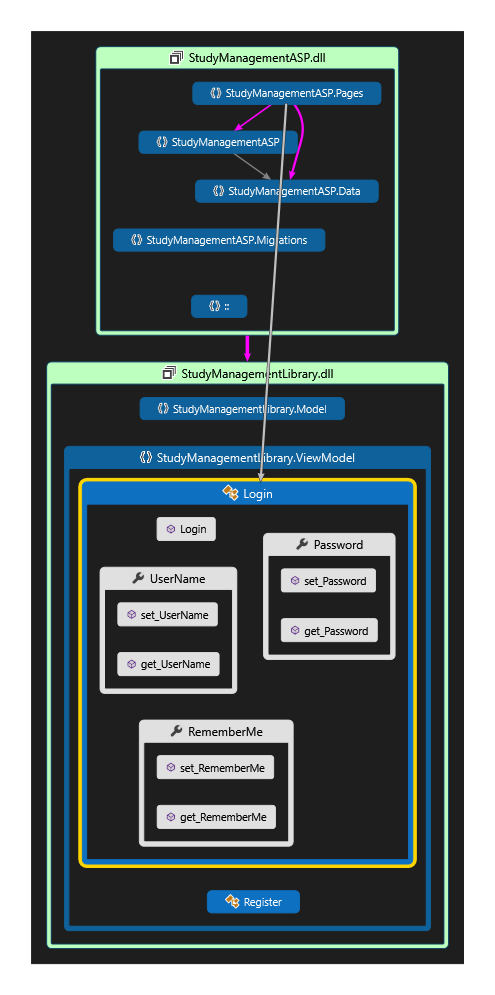 StudyManagementASP.dll
StudyManagementASP.Pages
StudyManagementASP
StudyManagementASP.Data
StudyManagementASP.Migrations
::
StudyManagementLibrary.dll
StudyManagementLibrary.Model
StudyManagementLibrary.ViewModel
Login
Login
Password
set_Password
get_Password
UserName
set_UserName
get_UserName
RememberMe
set_RememberMe
get_RememberMe
Register